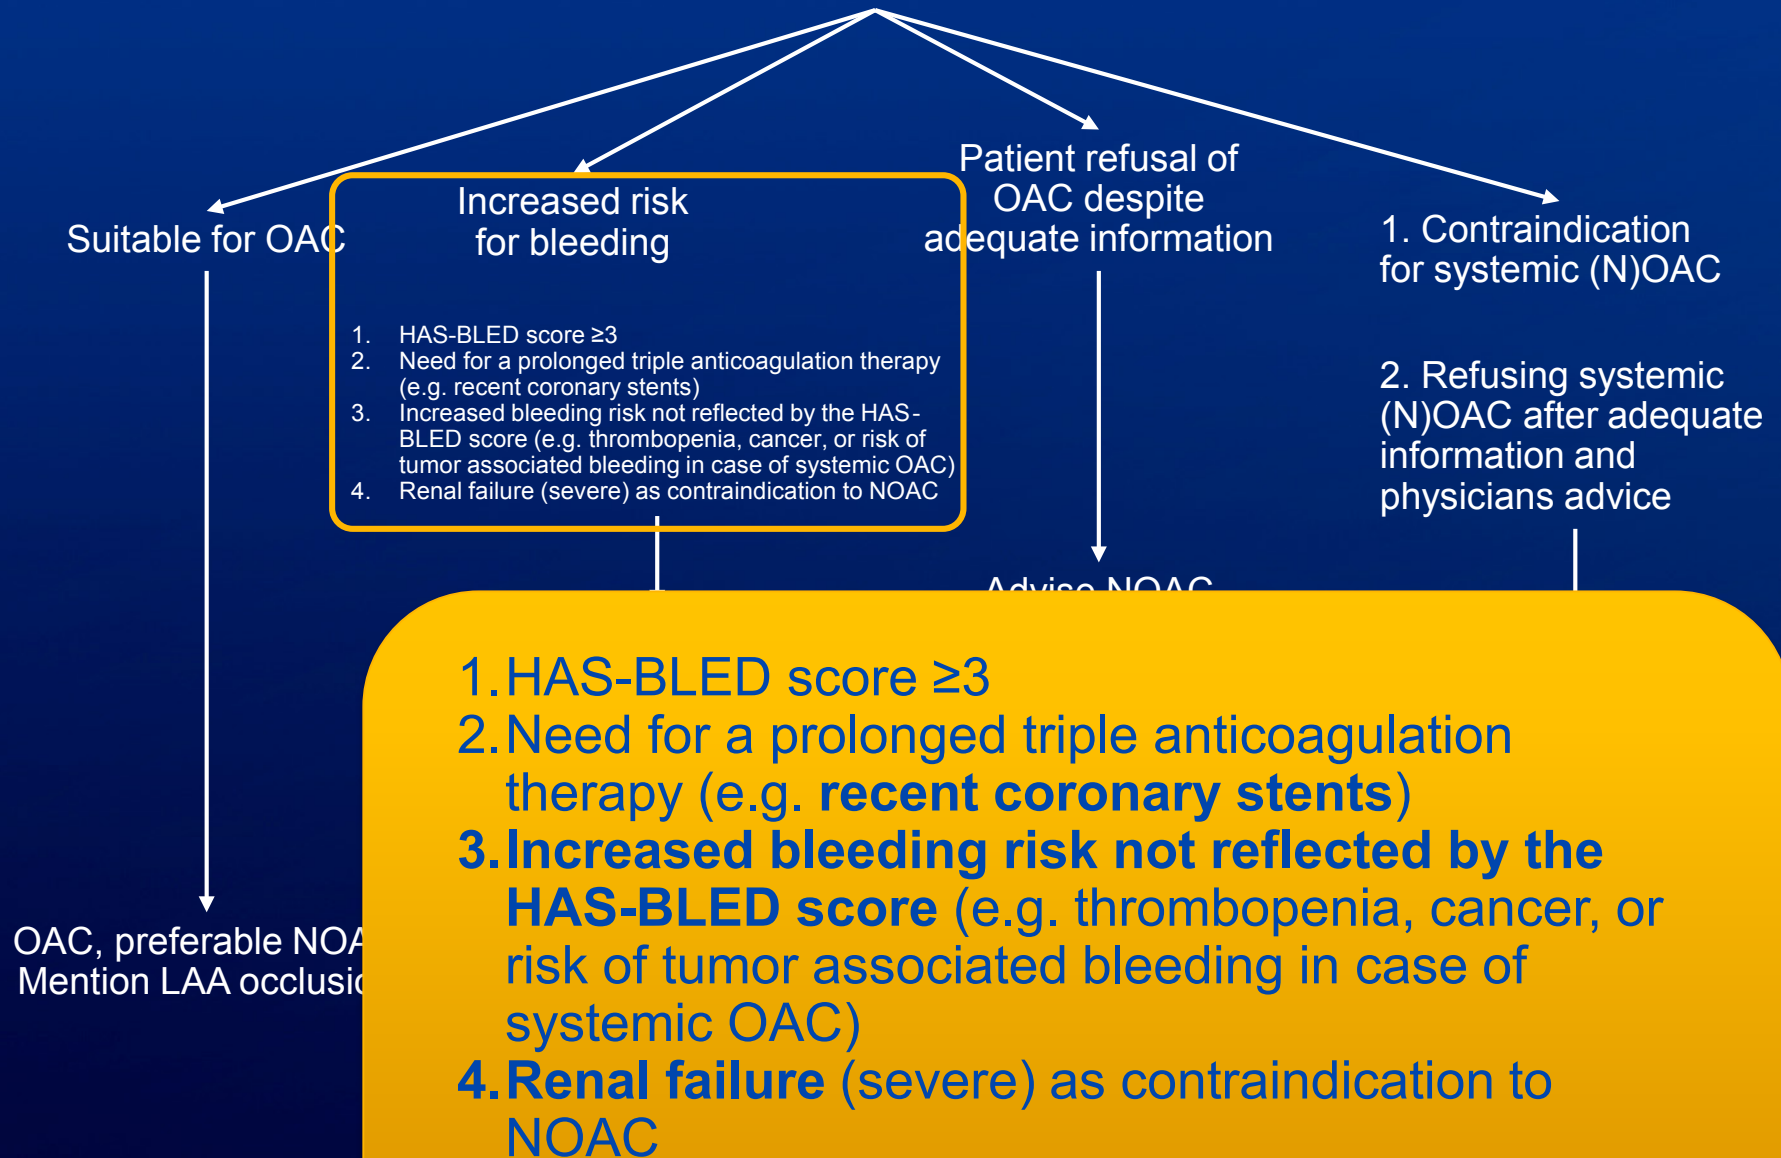 Suitable for OAC
Increased risk
for bleeding
1. HAS-BLED score ≥3
2. Need for a prolonged triple anticoagulation therapy
(e.g. recent coronary stents)
3. Increased bleeding risk not reflected by the HAS-
BLED score (e.g. thrombopenia, cancer, or risk of
tumor associated bleeding in case of systemic OAC)
4. Renal failure (severe) as contraindication to NOAC
Patient refusal of
OAC despite
adequate information
1. Contraindication
for systemic (N)OAC
2. Refusing systemic
(N)OAC after adequate
information and
physicians advice
Advise NOAC
OAC, preferable
Mention LAA
1. HAS-BLED score ≥3
2. Need for a prolonged triple anticoagulation
therapy (e.g. recent coronary stents)
3. Increased bleeding risk not reflected by the
HAS-BLED score (e.g. thrombopenia, cancer, or
risk of tumor associated bleeding in case of
systemic OAC)
4. Renal failure (severe) as contraindication to
NOAC